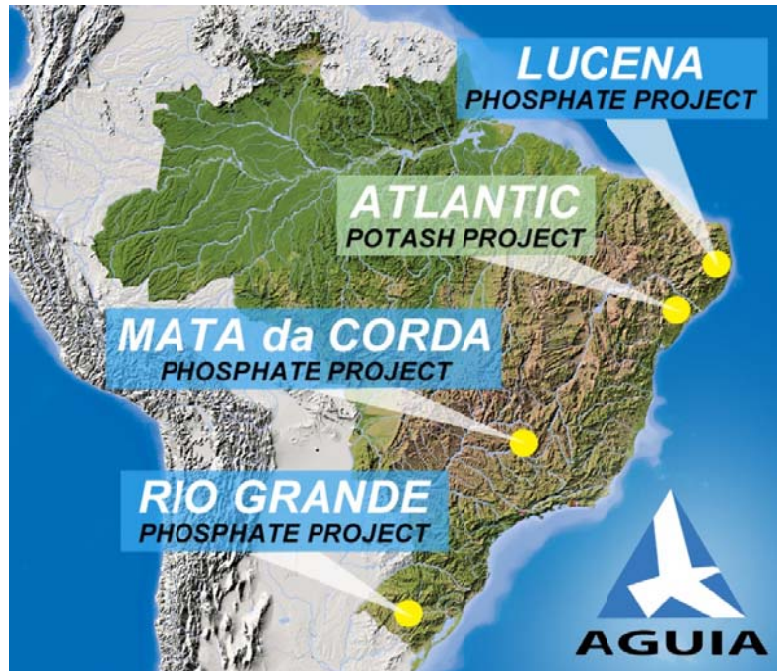 LUCENA
PHOSPHATE PROJECT
ATLANTIC
POTASH PROJECT
MATA da CORDA
PHOSPHATE PROJECT
RIO GRANDE
PHOSPHATE PROJECT
AGUIA